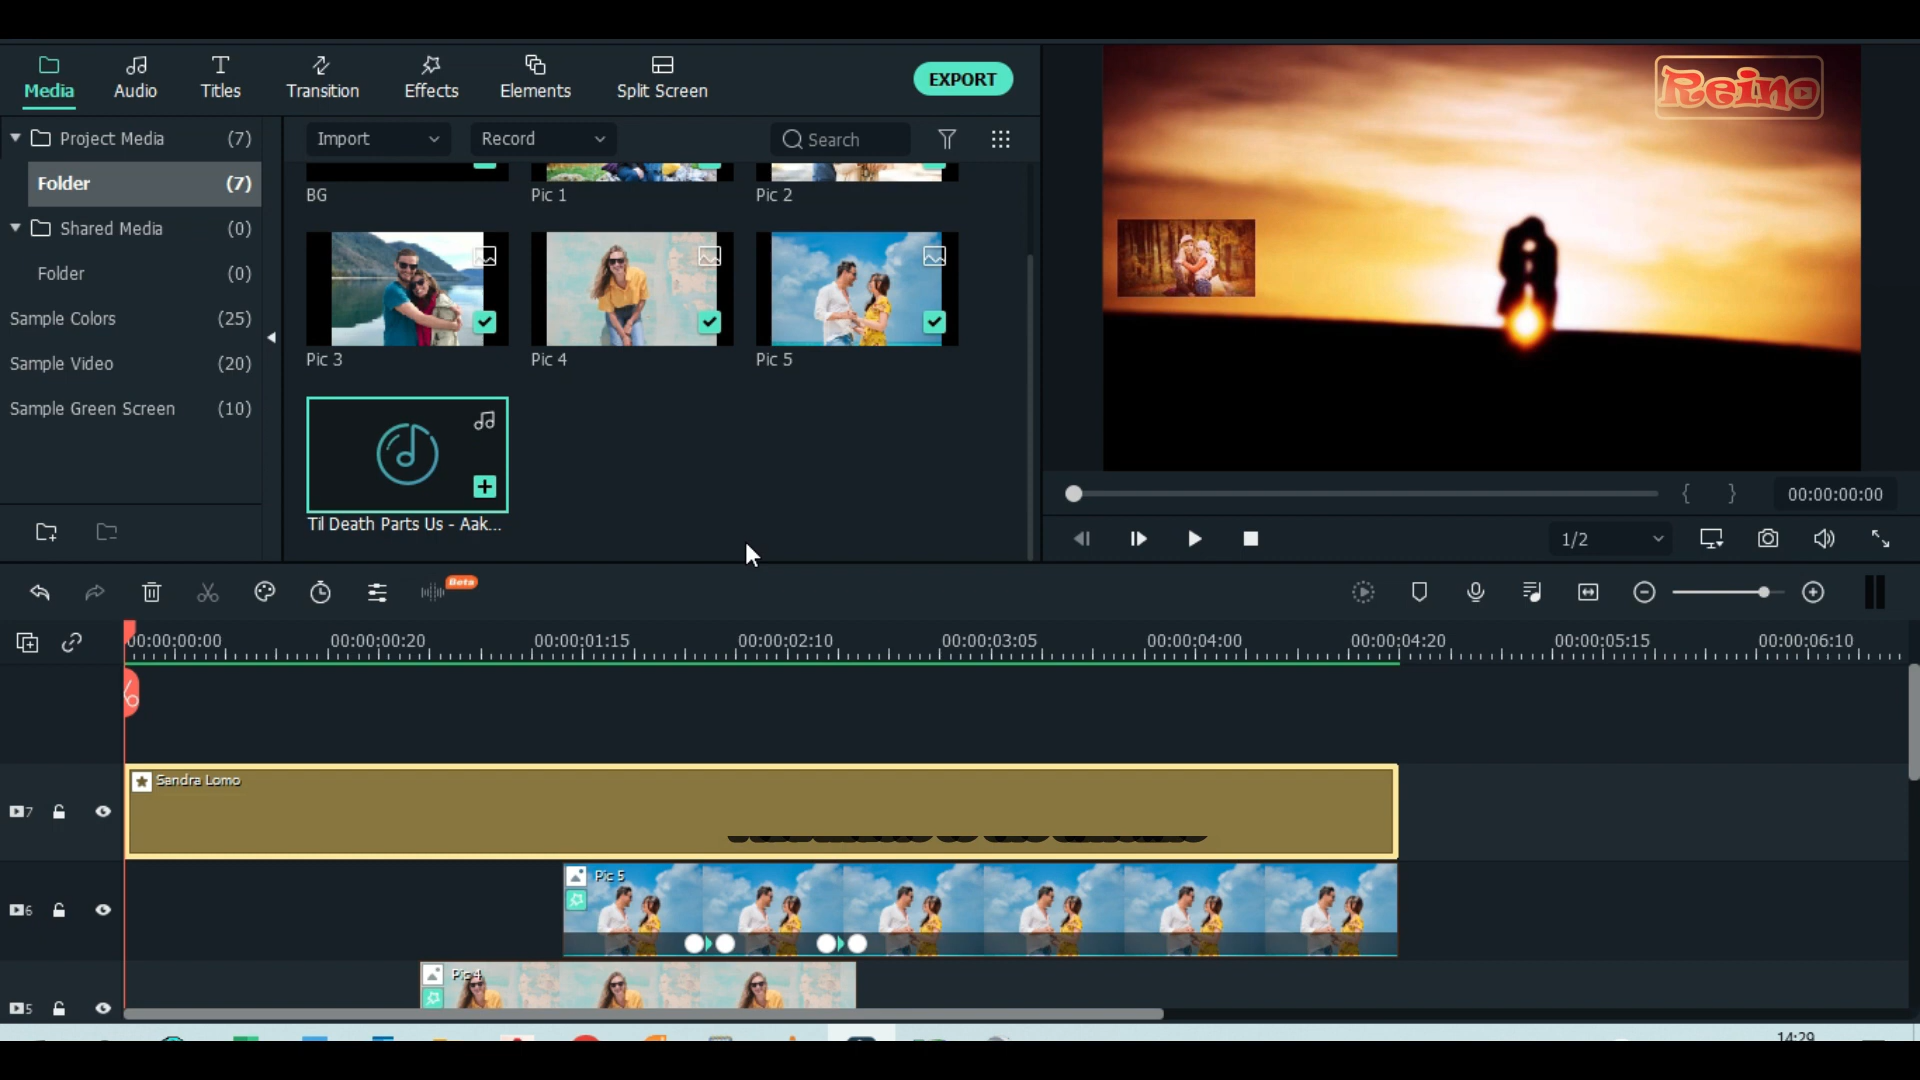 Media
Audio
Titles
Transition
Effects
Elements
Split Screen
EXPORT
Reino
Project Media (7)
Folder (7)
Shared Media (0)
Folder (0)
Sample Colors (25)
Sample Video (20)
Sample Green Screen (10)
Import
Record
Search
BG
Pic 1
Pic 2
Pic 3
Pic 4
Pic 5
Til Death Parts Us - Aak...
{ }
00:00:00:00
1/2
Beta
00:00:00:00
00:00:00:20
00:00:01:15
00:00:02:10
00:00:03:05
00:00:04:00
00:00:04:20
00:00:05:15
00:00:06:10
7
Sandra Lomo
6
Pic 5
5
Pic 4
14:29